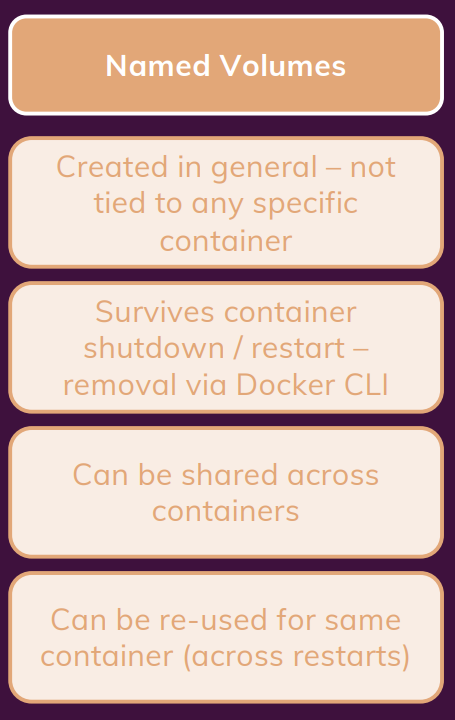 Named Volumes
Created in general – not
tied to any specific
container
Survives container
shutdown / restart –
removal via Docker CLI
Can be shared across
containers
Can be re-used for same
container (across restarts)